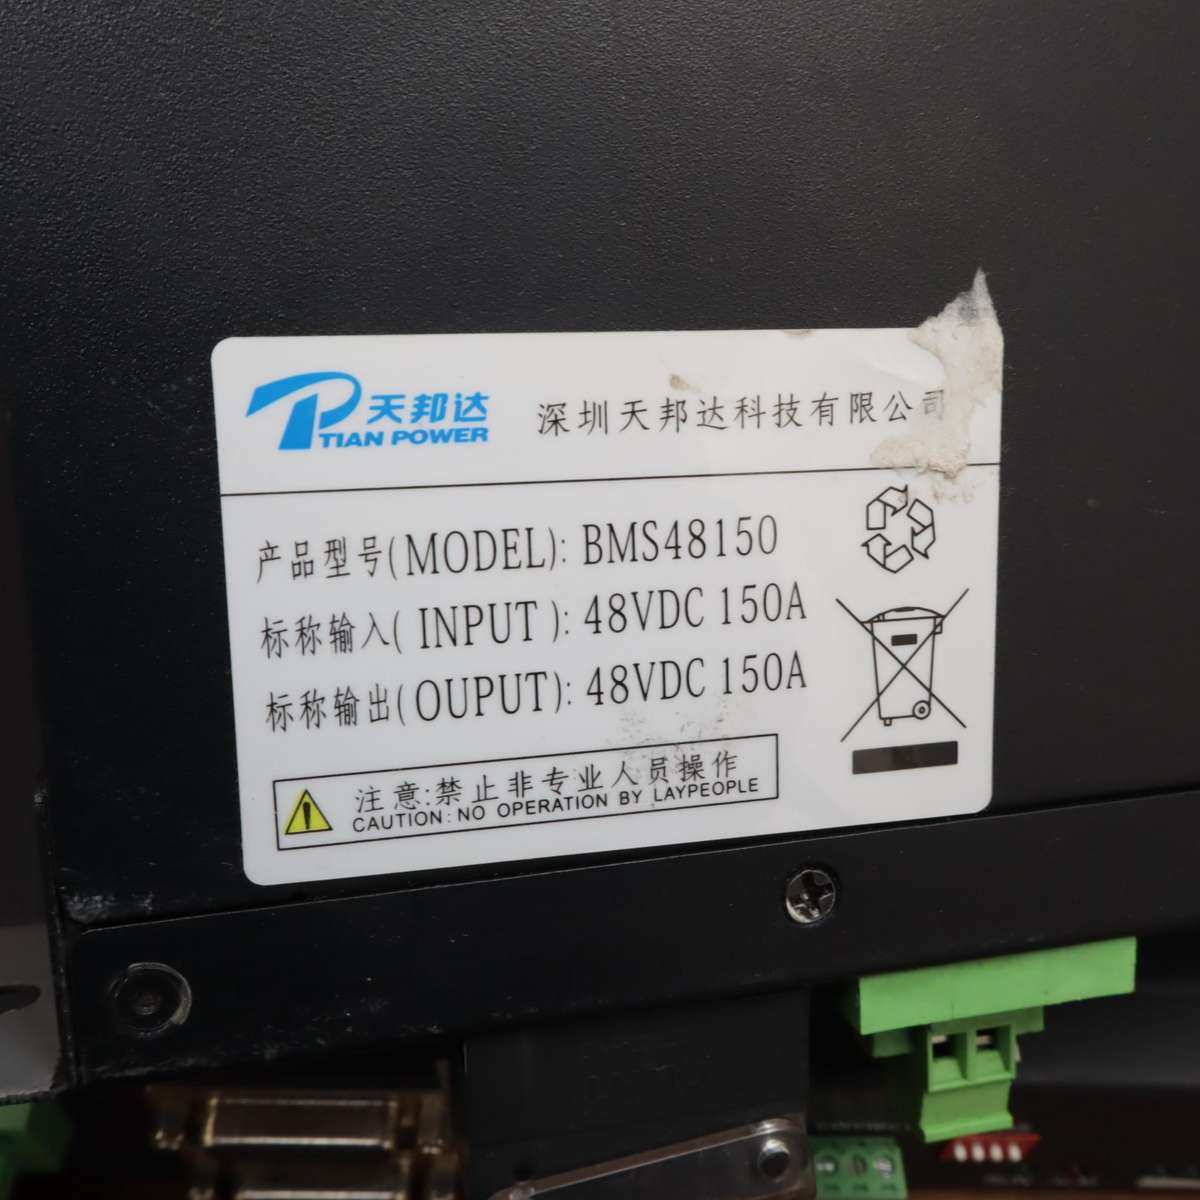 天邦达
TIAN POWER
深圳天邦达科技有限公司
产品型号(MODEL): BMS48150
标称输入( INPUT ): 48VDC 150A
标称输出(OUPUT): 48VDC 150A
注意:禁止非专业人员操作
CAUTION: NO OPERATION BY LAYPEOPLE